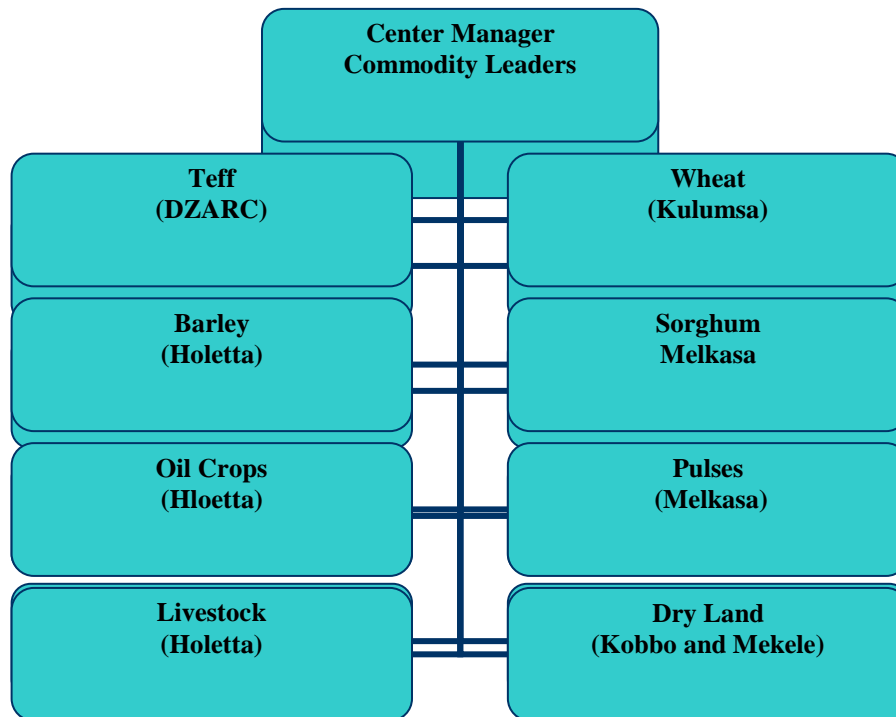 Center Manager
Commodity Leaders
Teff
(DZARC)
Wheat
(Kulumsa)
Barley
(Holetta)
Sorghum
Melkasa
Oil Crops
(Hloetta)
Pulses
(Melkasa)
Livestock
(Holetta)
Dry Land
(Kobbo and Mekele)